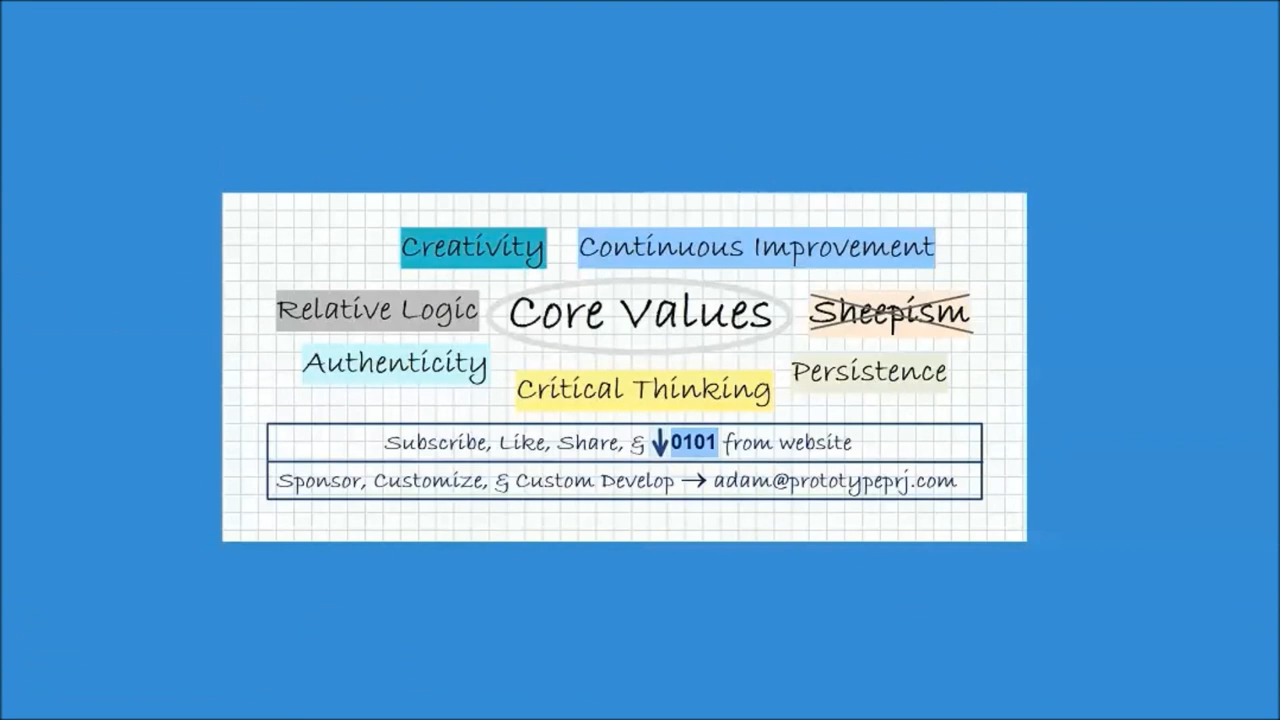 Creativity Continuous Improvement
Relative Logic Core Values Sheepism
Authenticity Critical Thinking Persistence
Subscribe, Like, Share, & ↓0101 from website
Sponsor, Customize, & Custom Develop → adam@prototypeprj.com